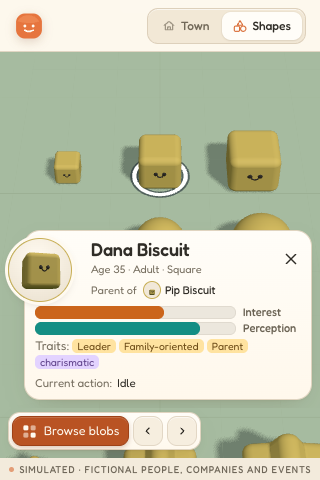 Town
Shapes
Dana Biscuit
Age 35 · Adult · Square
Parent of Pip Biscuit
Interest
Perception
Traits: Leader Family-oriented Parent
charismatic
Current action: Idle
Browse blobs
SIMULATED · FICTIONAL PEOPLE, COMPANIES AND EVENTS